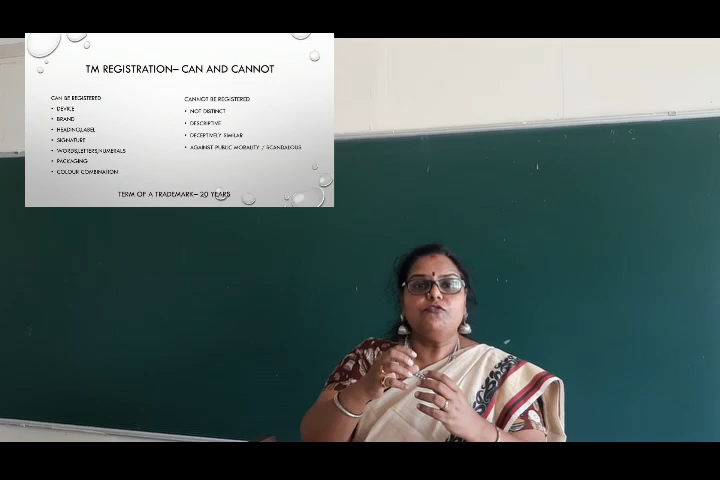 TM REGISTRATION– CAN AND CANNOT
CAN BE REGISTERED
• DEVICE
• BRAND
• HEADING,LABEL
• SIGNATURE
• WORDS,LETTERS,NUMERALS
• PACKAGING
• COLOUR COMBINATION
CANNOT BE REGISTERED
• NOT DISTINCT
• DESCRIPTIVE
• DECEPTIVELY SIMILAR
• AGAINST PUBLIC MORALITY / SCANDALOUS
TERM OF A TRADEMARK– 20 YEARS